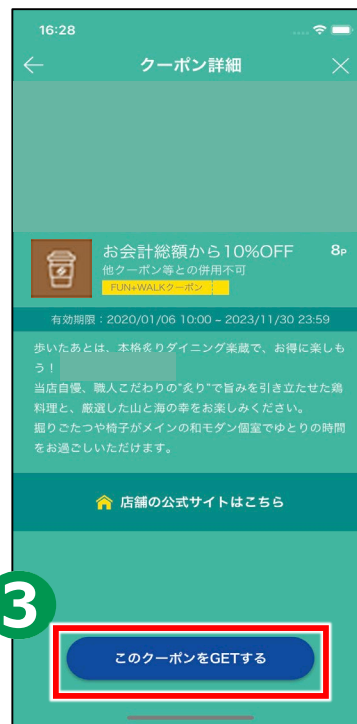 16:28
クーポン詳細
お会計総額から10%OFF 8P
他クーポン等との併用不可
FUN+WALKクーポン
有効期限：2020/01/06 10:00 – 2023/11/30 23:59
歩いたあとは、本格炙りダイニング楽蔵で、お得に楽しも
う！
当店自慢、職人こだわりの"炙り"で旨みを引き立たせた鶏
料理と、厳選した山と海の幸をお楽しみください。
掘りごたつや椅子がメインの和モダン個室でゆとりの時間
をお過ごしいただけます。
店舗の公式サイトはこちら
3
このクーポンをGETする